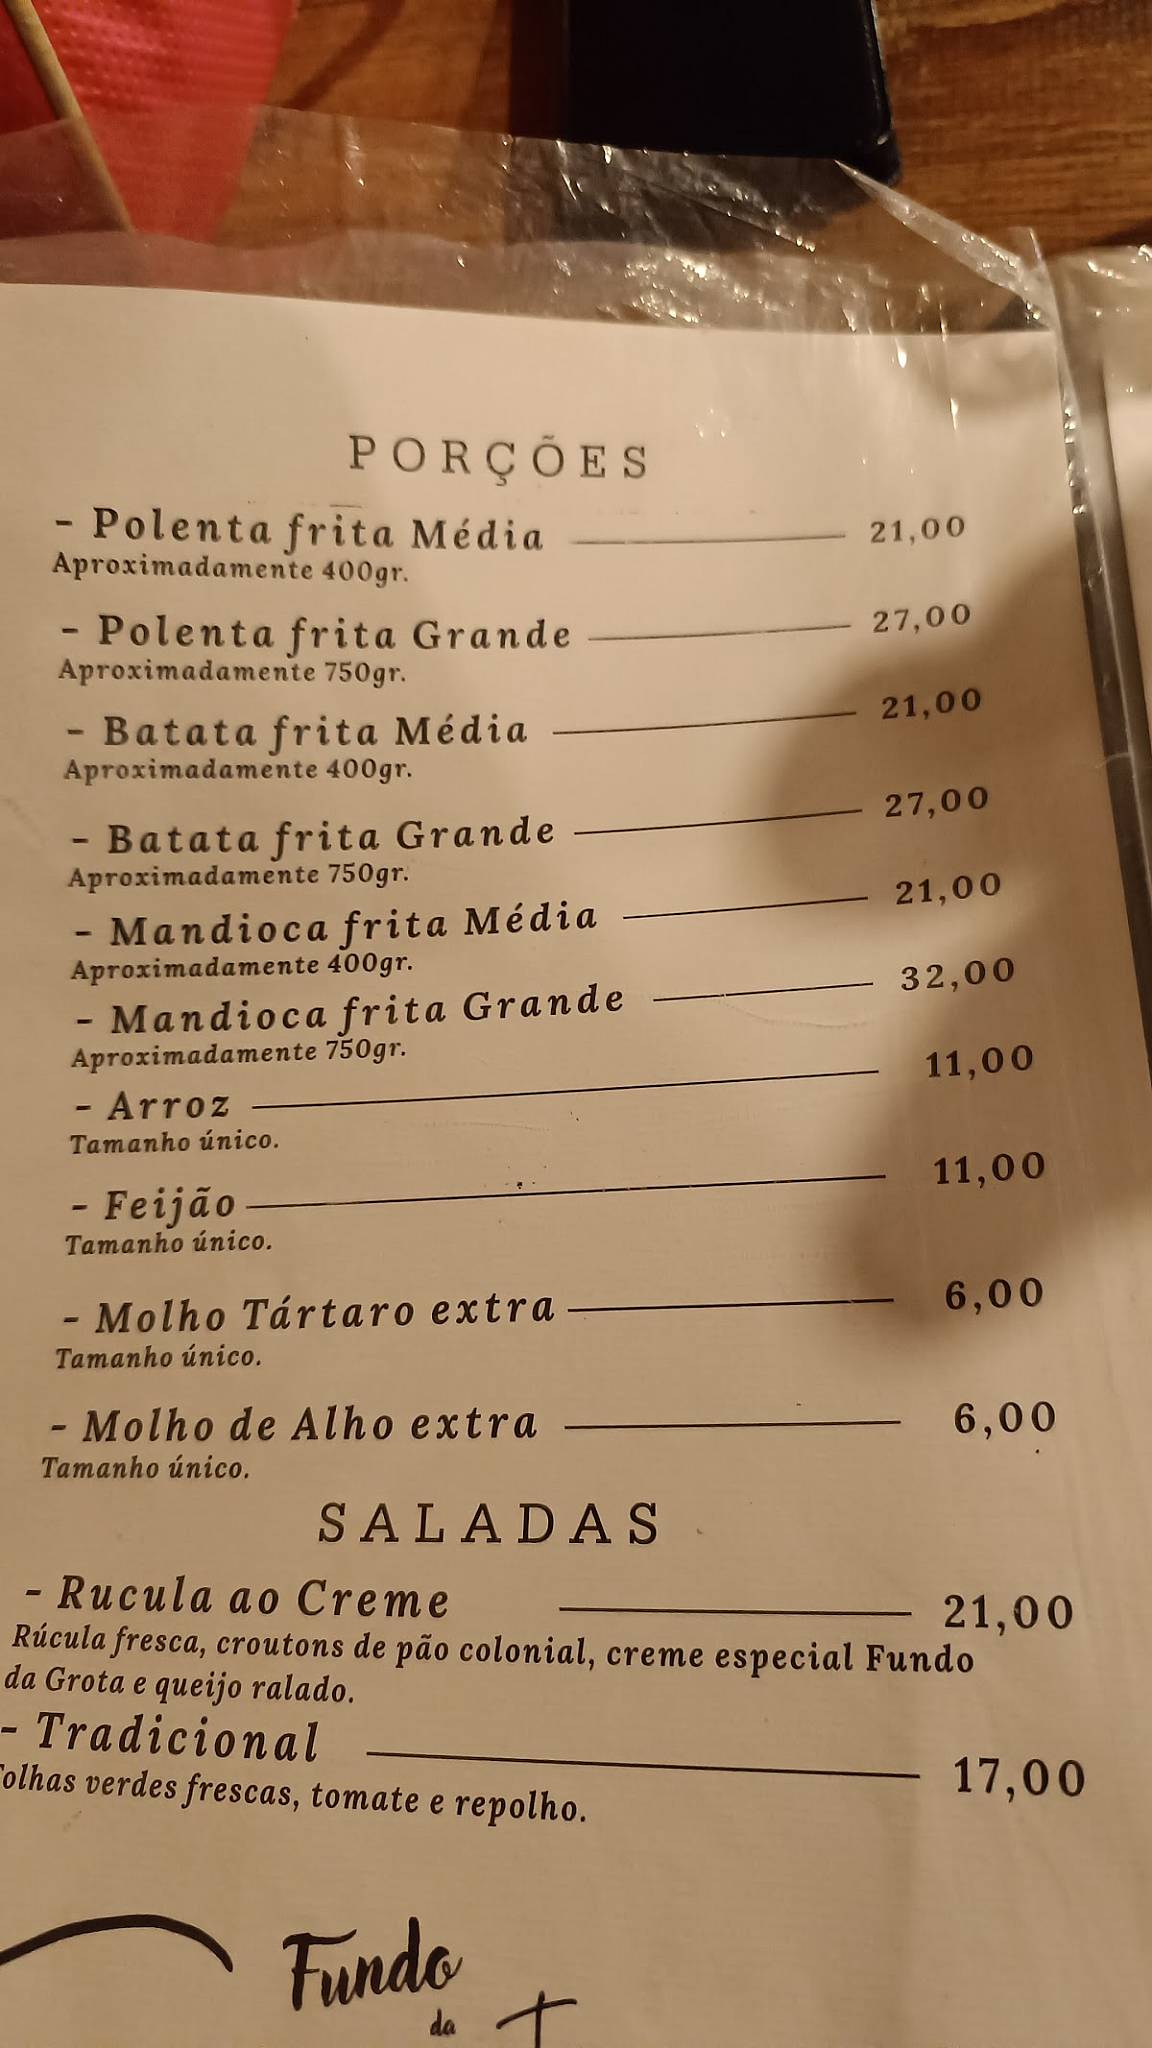 PORÇÕES
- Polenta frita Média 21,00
Aproximadamente 400gr.
- Polenta frita Grande 27,00
Aproximadamente 750gr.
- Batata frita Média 21,00
Aproximadamente 400gr.
- Batata frita Grande 27,00
Aproximadamente 750gr.
- Mandioca frita Média 21,00
Aproximadamente 400gr.
- Mandioca frita Grande 32,00
Aproximadamente 750gr.
- Arroz 11,00
Tamanho único.
- Feijão 11,00
Tamanho único.
- Molho Tártaro extra 6,00
Tamanho único.
- Molho de Alho extra 6,00
Tamanho único.
SALADAS
- Rucula ao Creme 21,00
Rúcula fresca, croutons de pão colonial, creme especial Fundo
da Grota e queijo ralado.
- Tradicional 17,00
olhas verdes frescas, tomate e repolho.
Fundo
da